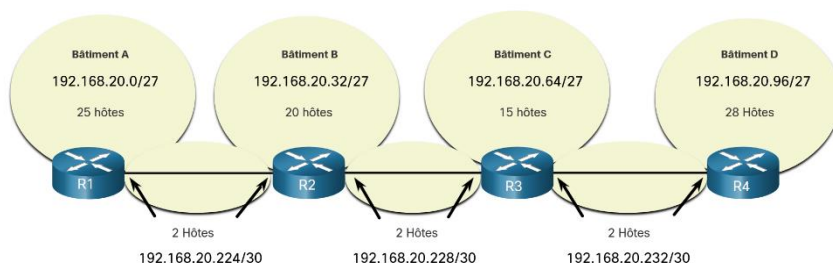 Bâtiment A
192.168.20.0/27
25 hôtes
Bâtiment B
192.168.20.32/27
20 hôtes
Bâtiment C
192.168.20.64/27
15 hôtes
Bâtiment D
192.168.20.96/27
28 Hôtes
R1
R2
R3
R4
2 Hôtes
192.168.20.224/30
2 Hôtes
192.168.20.228/30
2 Hôtes
192.168.20.232/30